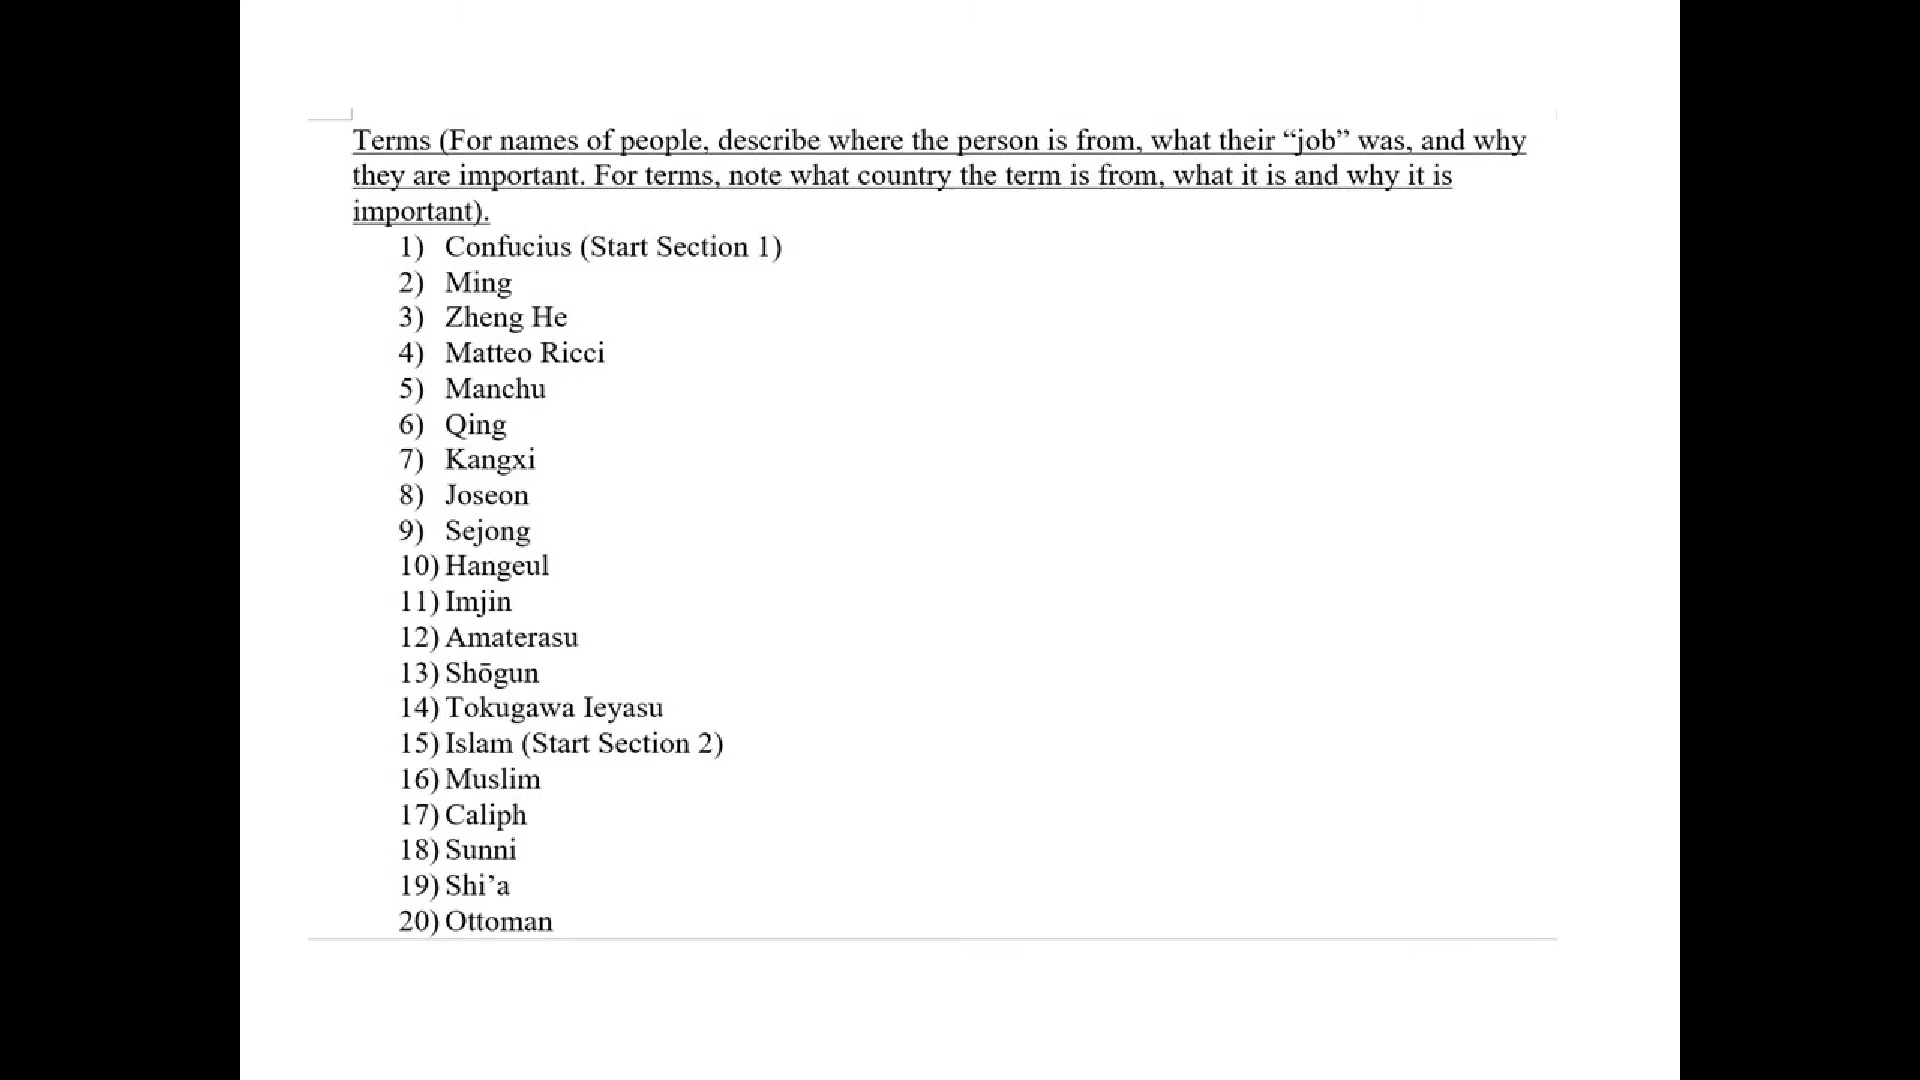 Terms (For names of people, describe where the person is from, what their “job” was, and why
they are important. For terms, note what country the term is from, what it is and why it is
important).
1) Confucius (Start Section 1)
2) Ming
3) Zheng He
4) Matteo Ricci
5) Manchu
6) Qing
7) Kangxi
8) Joseon
9) Sejong
10) Hangeul
11) Imjin
12) Amaterasu
13) Shōgun
14) Tokugawa Ieyasu
15) Islam (Start Section 2)
16) Muslim
17) Caliph
18) Sunni
19) Shi’a
20) Ottoman